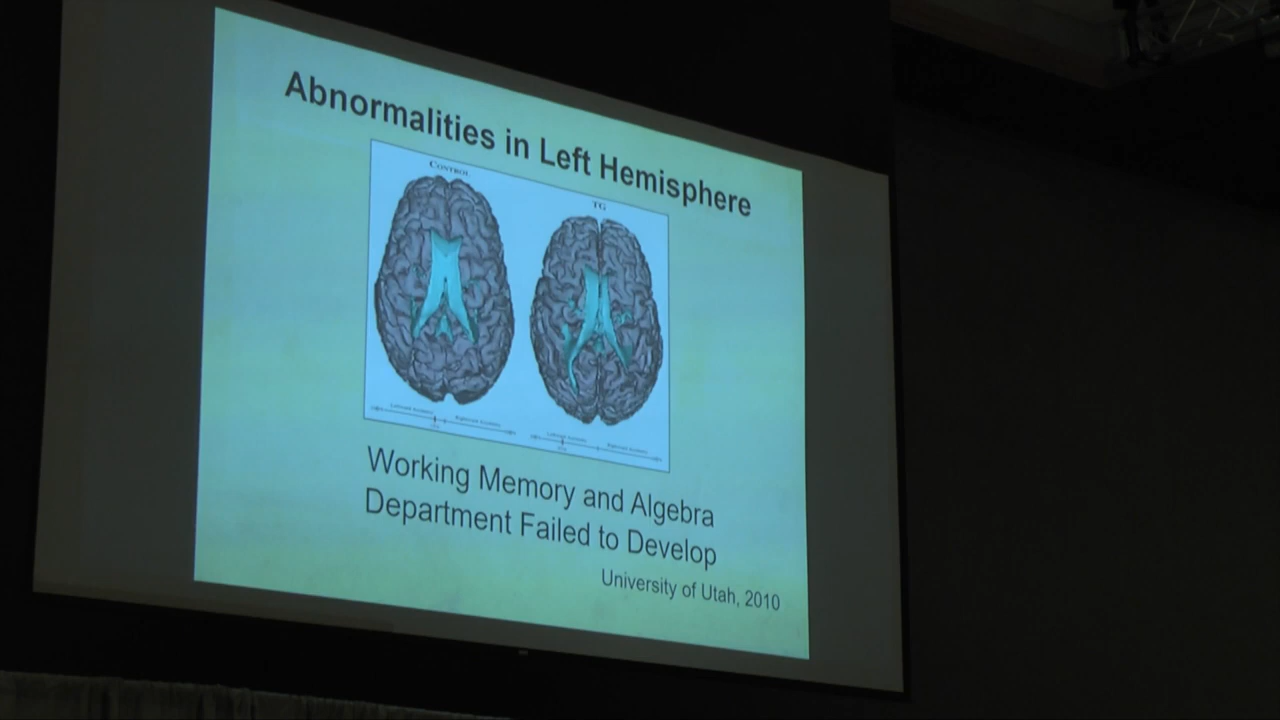 Abnormalities in Left Hemisphere
CONTROL
TG
Working Memory and Algebra
Department Failed to Develop
University of Utah, 2010